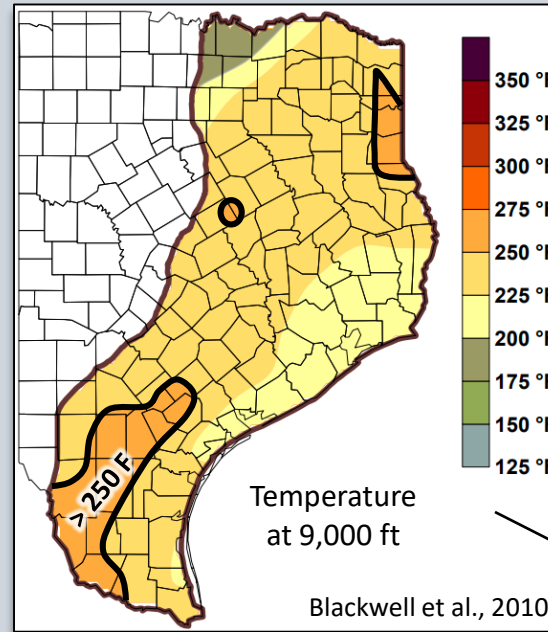 350 °F
325 °F
300 °F
275 °F
250 °F
225 °F
200 °F
175 °F
150 °F
125 °F
> 250 F
Temperature
at 9,000 ft
Blackwell et al., 2010